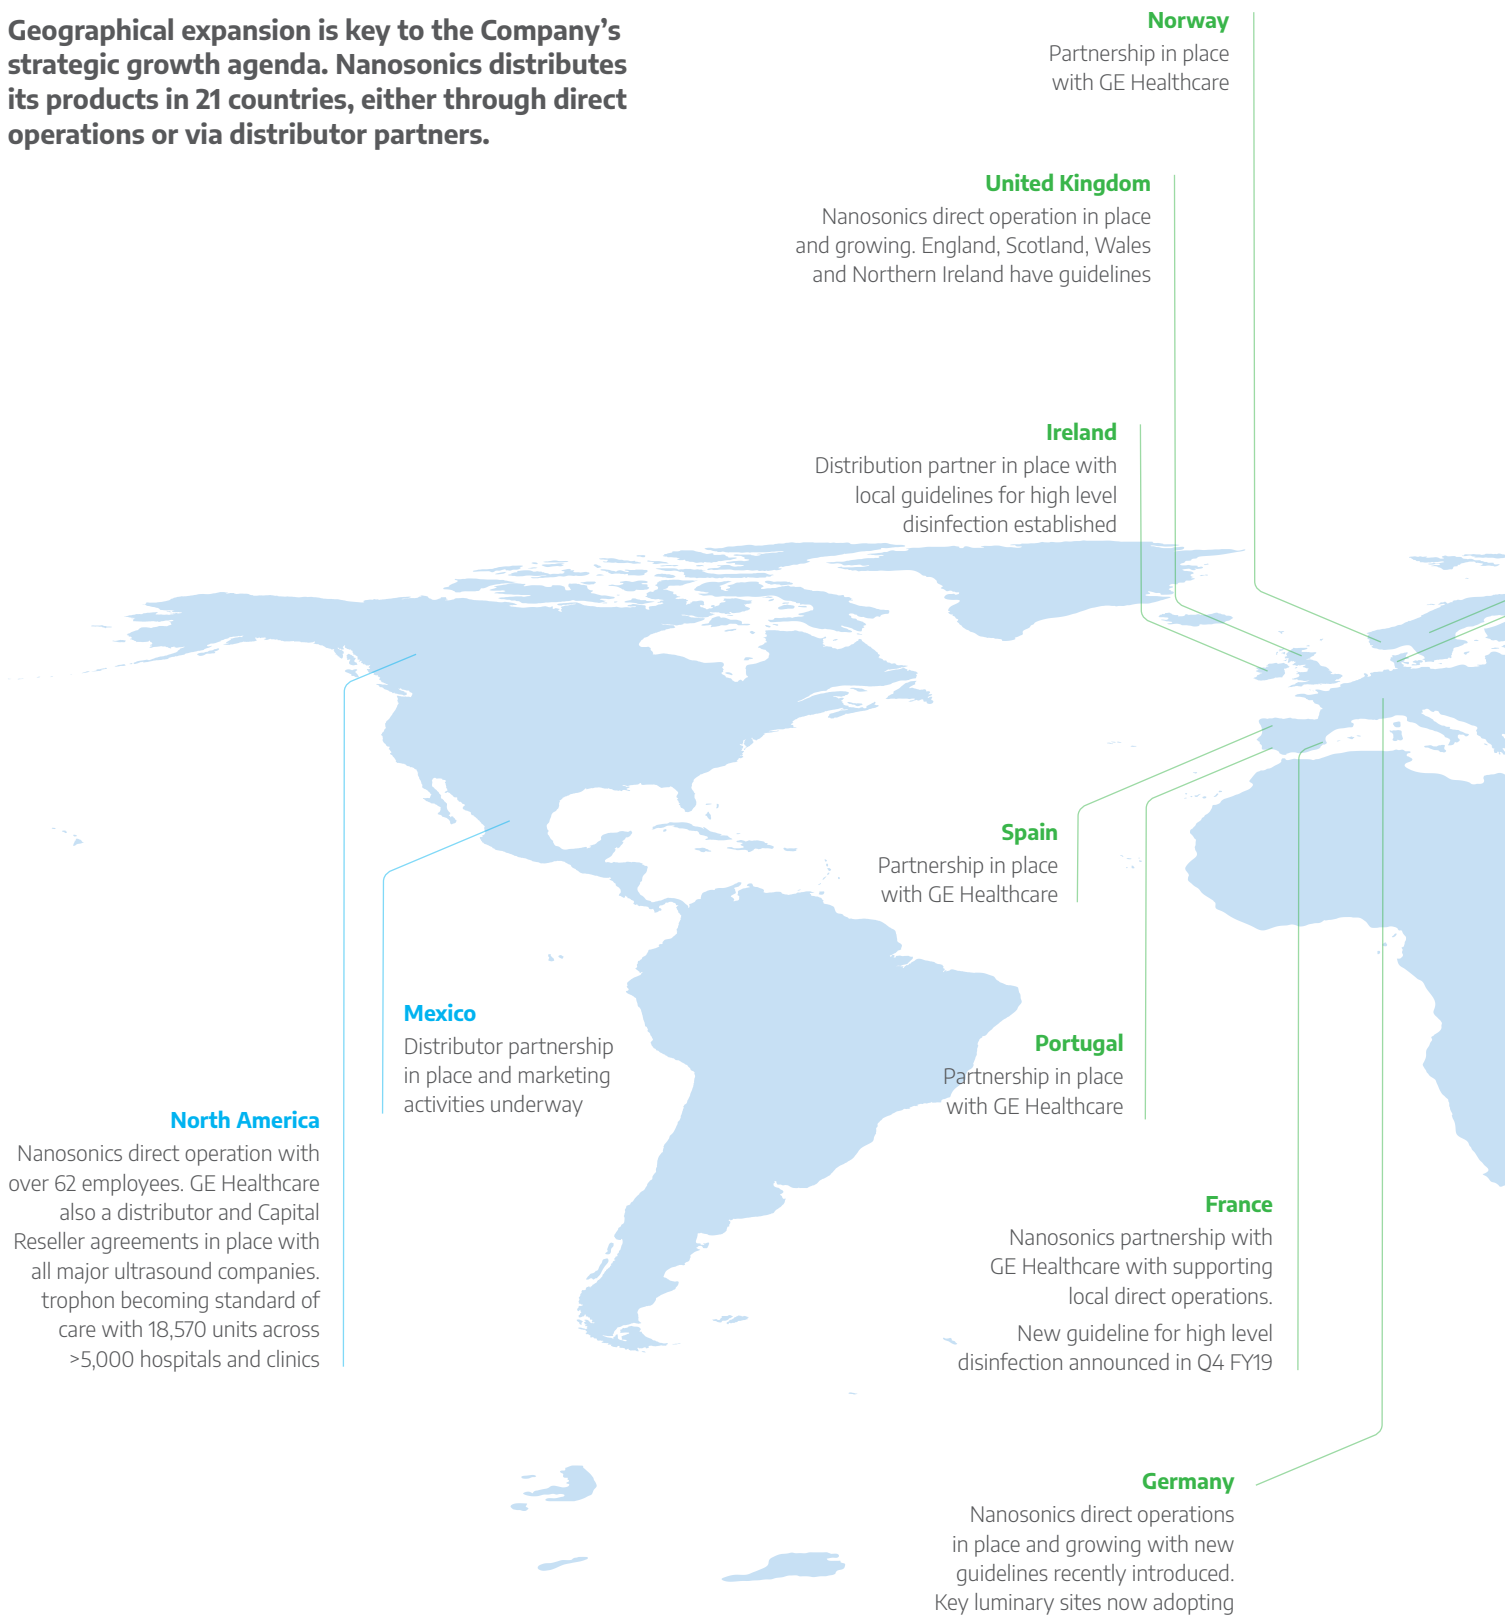 Geographical expansion is key to the Company’s
strategic growth agenda. Nanosonics distributes
its products in 21 countries, either through direct
operations or via distributor partners.
Norway
Partnership in place
with GE Healthcare
United Kingdom
Nanosonics direct operation in place
and growing. England, Scotland, Wales
and Northern Ireland have guidelines
Ireland
Distribution partner in place with
local guidelines for high level
disinfection established
Spain
Partnership in place
with GE Healthcare
Mexico
Distributor partnership
in place and marketing
activities underway
Portugal
Partnership in place
with GE Healthcare
North America
Nanosonics direct operation with
over 62 employees. GE Healthcare
also a distributor and Capital
Reseller agreements in place with
all major ultrasound companies.
trophon becoming standard of
care with 18,570 units across
>5,000 hospitals and clinics
France
Nanosonics partnership with
GE Healthcare with supporting
local direct operations.
New guideline for high level
disinfection announced in Q4 FY19
Germany
Nanosonics direct operations
in place and growing with new
guidelines recently introduced.
Key luminary sites now adopting